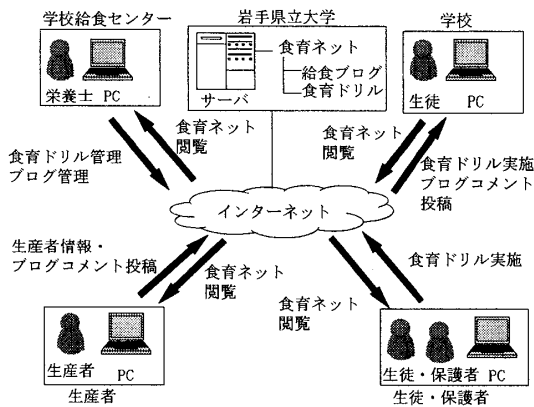 学校給食センター
栄養士 PC
岩手県立大学
サーバ
食育ネット
給食ブログ
食育ドリル
学校
生徒 PC
食育ドリル管理
ブログ管理
食育ネット
閲覧
食育ネット
閲覧
食育ドリル実施
ブログコメント
投稿
インターネット
生産者情報・
ブログコメント投稿
食育ネット
閲覧
食育ネット
閲覧
食育ドリル実施
生産者 PC
生産者
生徒・保護者 PC
生徒・保護者